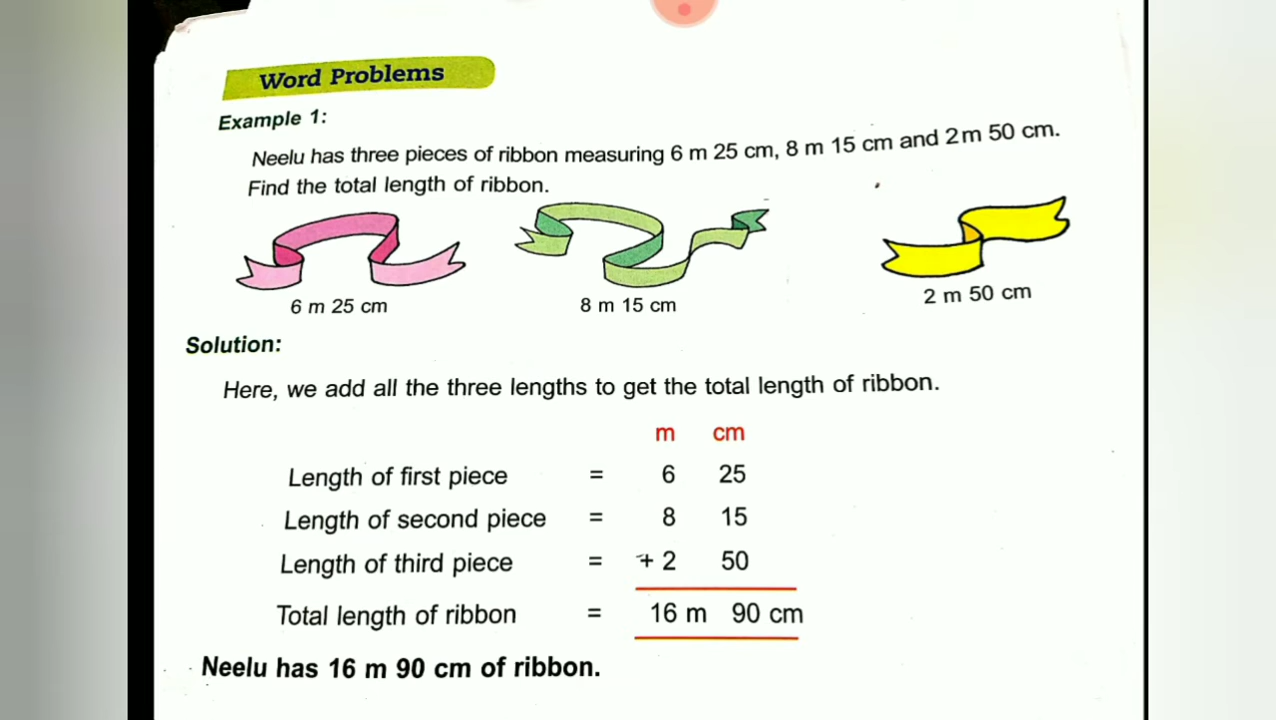 Word Problems
Example 1:
Neelu has three pieces of ribbon measuring 6 m 25 cm, 8 m 15 cm and 2 m 50 cm.
Find the total length of ribbon.
6 m 25 cm 8 m 15 cm 2 m 50 cm
Solution:
Here, we add all the three lengths to get the total length of ribbon.
m cm
Length of first piece = 6 25
Length of second piece = 8 15
Length of third piece = + 2 50
Total length of ribbon = 16 m 90 cm
Neelu has 16 m 90 cm of ribbon.